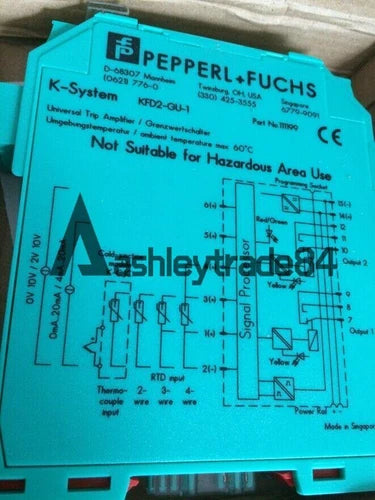 PEPPERL+FUCHS
D-68307 Mannheim
(0621) 776-0
Twinsburg, OH, USA
(330) 425-3555
Singapore
6779-9091
K-System KFD2-GU-1
Part No.111190
Universal Trip Amplifier / Grenzwertschalter
Umgebungstemperatur / ambient temperature max 60°C
CE
Not Suitable for Hazardous Area Use
Programming Socket
0V 10V / 2V 10V
0mA 20mA / 4mA 20mA
Cold
6(+)
5(+)
3(+)
1(+)
2(-)
Signal Processor
Red/Green
Yellow
Yellow
15(-)
14(+)
12
11
10
Output 2
9
8
7
Output 1
Thermo-
couple
input
2-
wire
3-
wire
4-
wire
RTD input
Power Rail
+
-
Made in Singapore
ashleytrade84